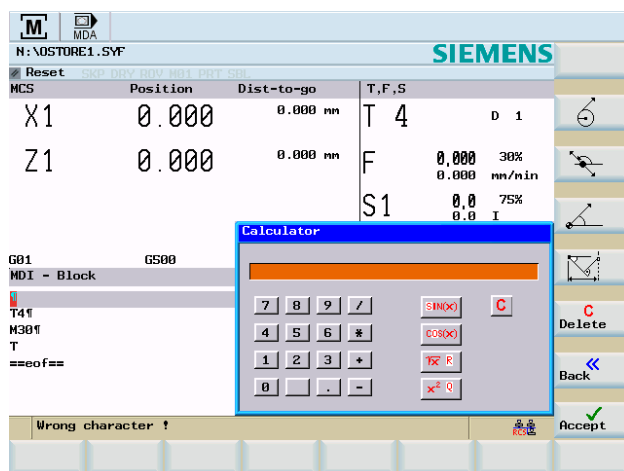 M
MDA
N:\OSTORE1.SYF
SIEMENS
Reset SKP DRY ROV M01 PRT SBL
MCS Position Dist-to-go T,F,S
X1 0.000 0.000 mm T 4 D 1
Z1 0.000 0.000 mm F 0,000 30%
0.000 mm/min
S1 0.0 75%
0.0 I
Calculator
G01 G500
MDI - Block
7 8 9 / SIN(x) C
T4¶
4 5 6 * COS(x)
M30¶
T
1 2 3 + √x R
==eof==
0 . - x² Q
C
Delete
«
Back
Accept
Wrong character !
RCS